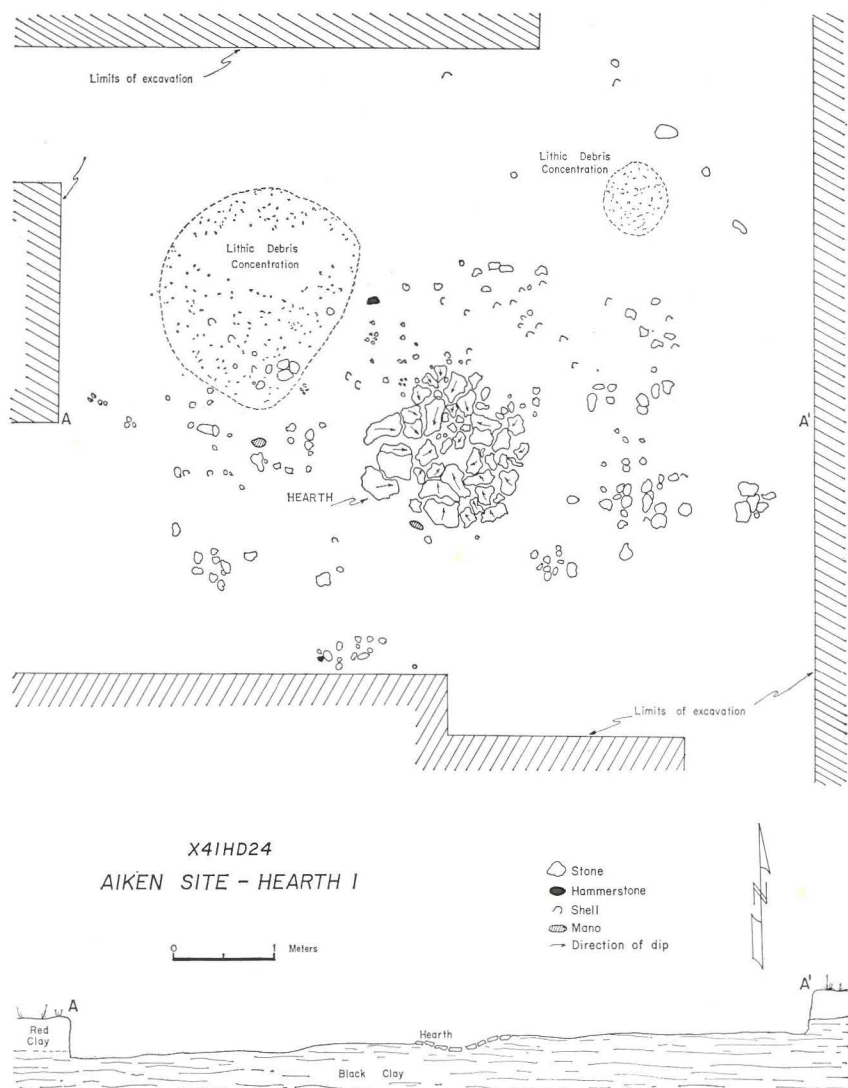 Limits of excavation
Lithic Debris
Concentration
Lithic Debris
Concentration
A
A'
HEARTH
Limits of excavation
X41HD24
AIKEN SITE - HEARTH I
0 1 Meters
Stone
Hammerstone
Shell
Mano
Direction of dip
N
A
A'
Red
Clay
Hearth
Black Clay